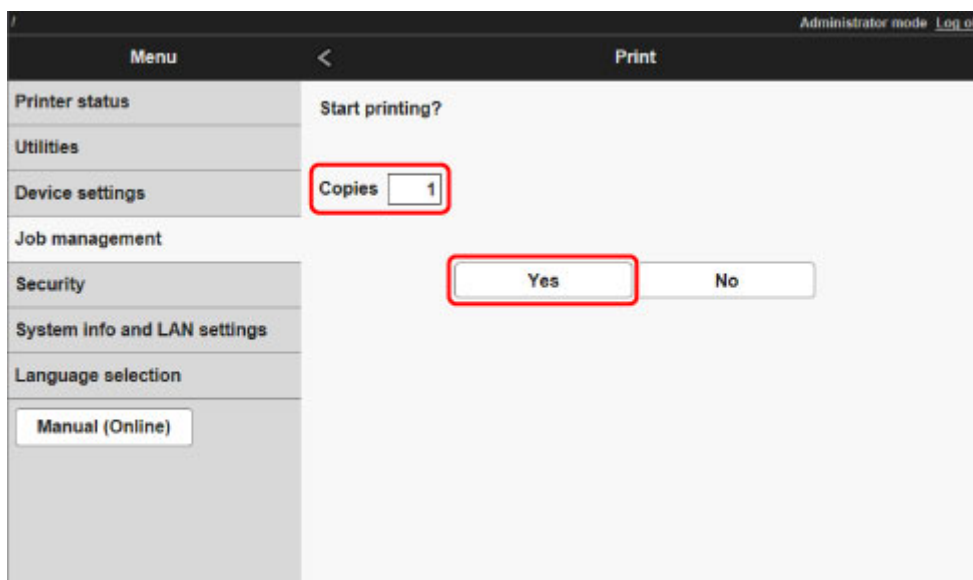 /
Administrator mode Log o
Menu
< Print
Printer status
Utilities
Device settings
Job management
Security
System info and LAN settings
Language selection
Manual (Online)
Start printing?
Copies 1
Yes No